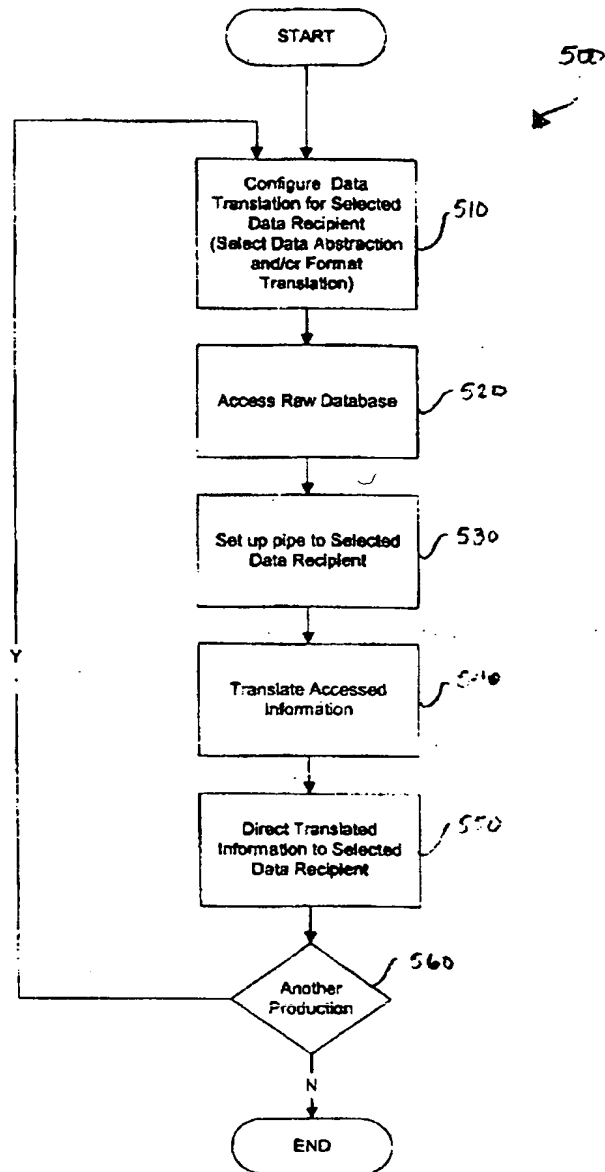 START
500
Configure Data
Translation for Selected
Data Recipient
(Select Data Abstraction
and/or Format
Translation)
510
Access Raw Database
520
Set up pipe to Selected
Data Recipient
530
Translate Accessed
Information
540
Direct Translated
Information to Selected
Data Recipient
550
Another
Production
560
Y
N
END